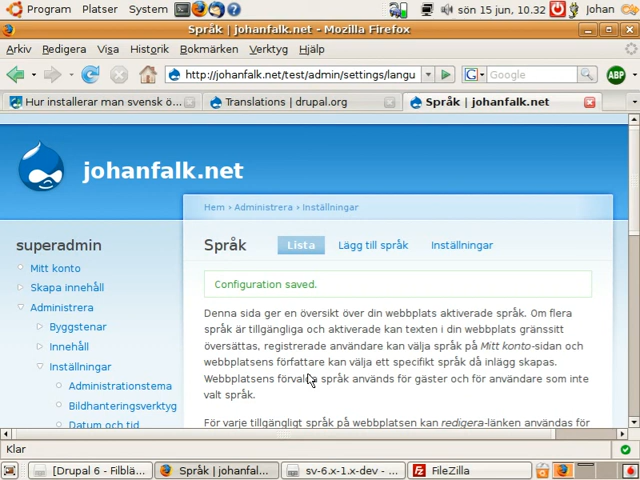 Program Platser System sön 15 jun, 10.32 Johan
Språk | johanfalk.net - Mozilla Firefox
Arkiv Redigera Visa Historik Bokmärken Verktyg Hjälp
http://johanfalk.net/test/admin/settings/langu
Google
ABP
Hur installerar man svensk ö...
Translations | drupal.org
Språk | johanfalk.net
johanfalk.net
Hem › Administrera › Inställningar
superadmin
Mitt konto
Skapa innehåll
Administrera
Byggstenar
Innehåll
Inställningar
Administrationstema
Bildhanteringsverktyg
Datum och tid
Språk Lista Lägg till språk Inställningar
Configuration saved.
Denna sida ger en översikt över din webbplats aktiverade språk. Om flera
språk är tillgängliga och aktiverade kan texten i din webbplats gränssitt
översättas, registrerade användare kan välja språk på Mitt konto-sidan och
webbplatsens författare kan välja ett specifikt språk då inlägg skapas.
Webbplatsens förvalda språk används för gäster och för användare som inte
valt språk.
För varje tillgängligt språk på webbplatsen kan redigera-länken användas för
Klar
[Drupal 6 - Filblä...
Språk | johanfal...
sv-6.x-1.x-dev - ...
FileZilla